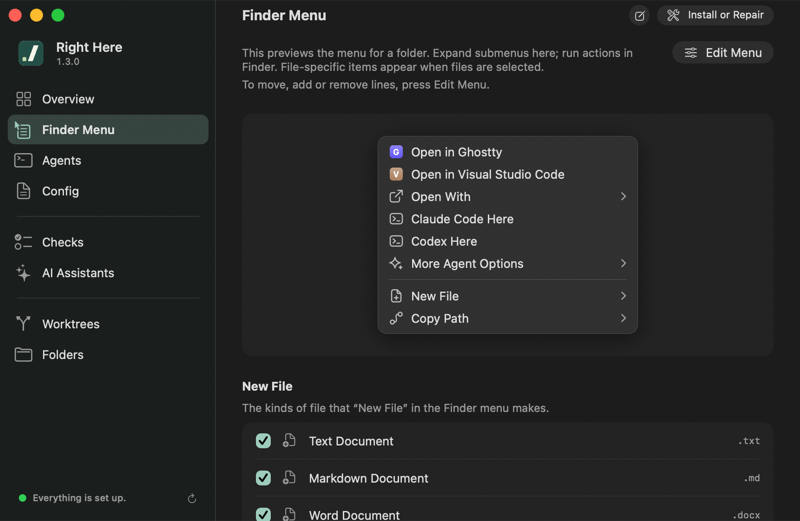 Right Here
1.3.0
Overview
Finder Menu
Agents
Config
Checks
AI Assistants
Worktrees
Folders
Everything is set up.
Finder Menu
Install or Repair
This previews the menu for a folder. Expand submenus here; run actions in
Finder. File-specific items appear when files are selected.
To move, add or remove lines, press Edit Menu.
Edit Menu
G Open in Ghostty
V Open in Visual Studio Code
Open With
Claude Code Here
Codex Here
More Agent Options
New File
Copy Path
New File
The kinds of file that “New File” in the Finder menu makes.
Text Document .txt
Markdown Document .md
Word Document .docx